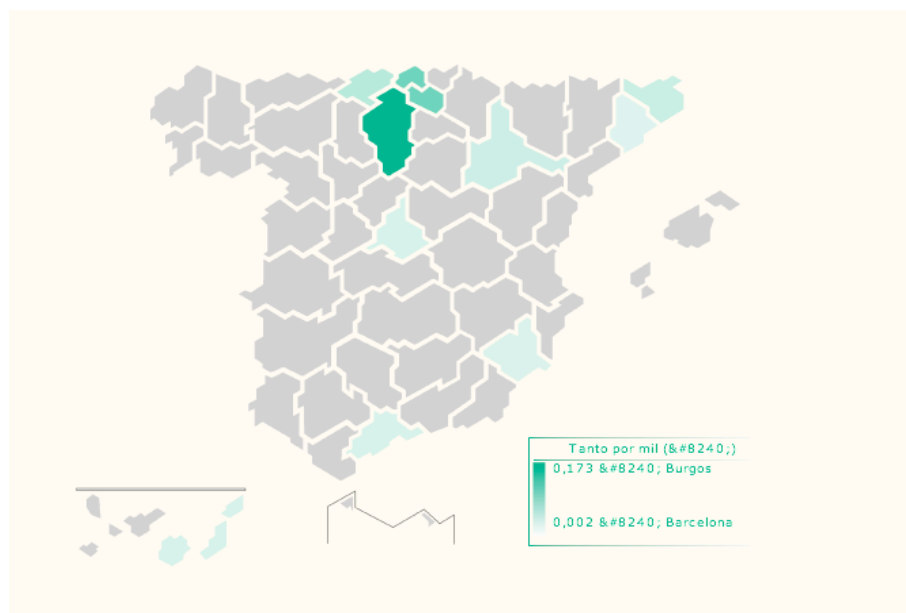 Tanto por mil (&#8240;)
0,173 &#8240; Burgos
0,002 &#8240; Barcelona